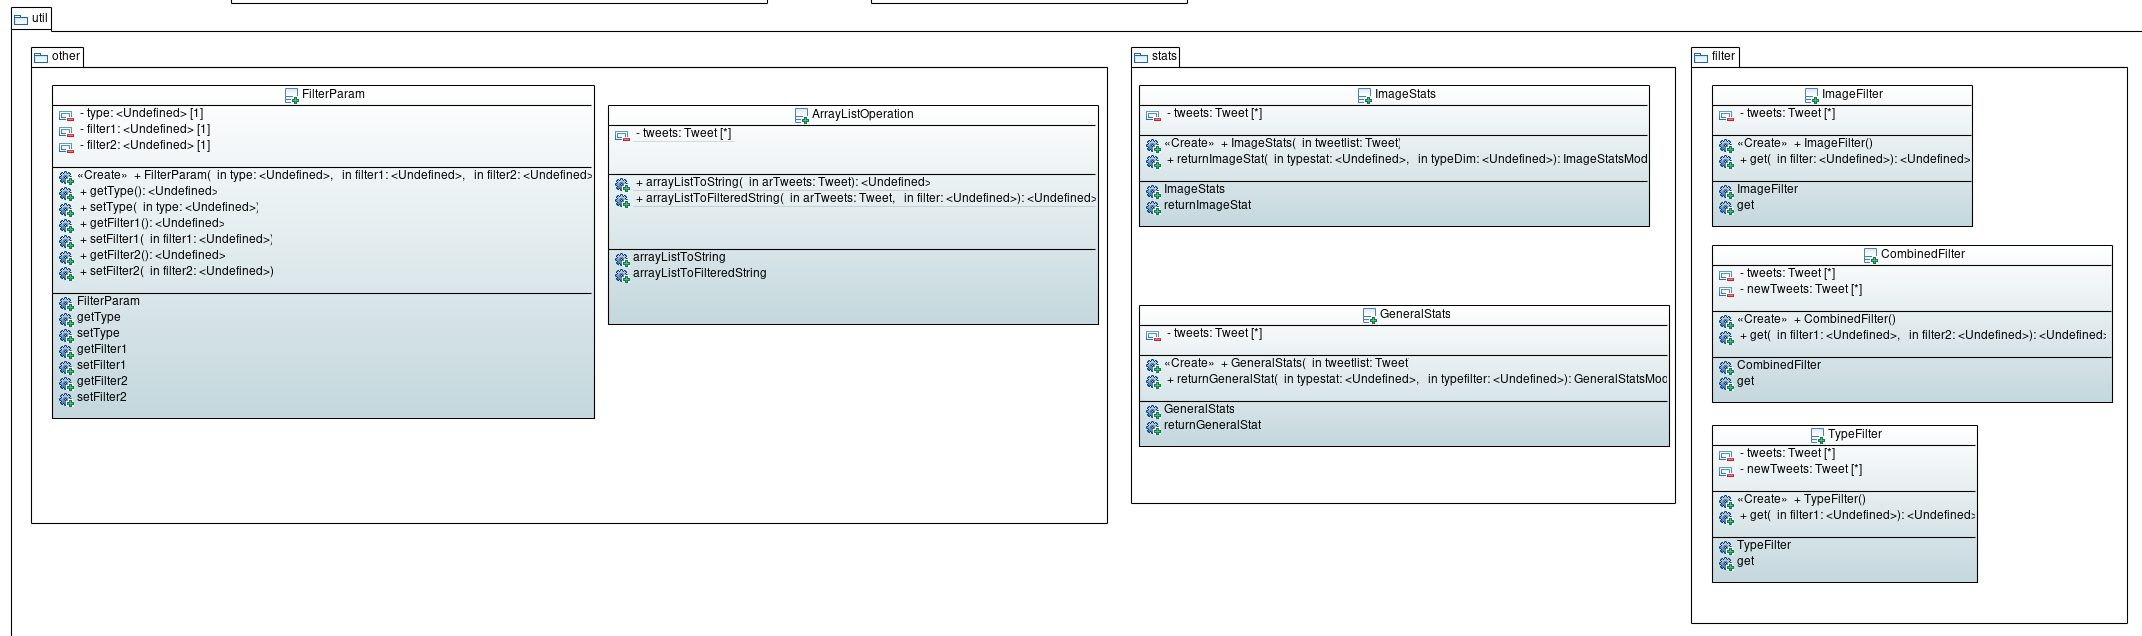 util
other
FilterParam
- type: <Undefined> [1]
- filter1: <Undefined> [1]
- filter2: <Undefined> [1]
«Create» + FilterParam( in type: <Undefined>, in filter1: <Undefined>, in filter2: <Undefined>
+ getType(): <Undefined>
+ setType( in type: <Undefined>)
+ getFilter1(): <Undefined>
+ setFilter1( in filter1: <Undefined>)
+ getFilter2(): <Undefined>
+ setFilter2( in filter2: <Undefined>)
FilterParam
getType
setType
getFilter1
setFilter1
getFilter2
setFilter2
ArrayListOperation
- tweets: Tweet [*]
+ arrayListToString( in arTweets: Tweet): <Undefined>
+ arrayListToFilteredString( in arTweets: Tweet, in filter: <Undefined>): <Undefined>
arrayListToString
arrayListToFilteredString
stats
ImageStats
- tweets: Tweet [*]
«Create» + ImageStats( in tweetlist: Tweet
+ returnImageStat( in typestat: <Undefined>, in typeDim: <Undefined>): ImageStatsMod
ImageStats
returnImageStat
GeneralStats
- tweets: Tweet [*]
«Create» + GeneralStats( in tweetlist: Tweet
+ returnGeneralStat( in typestat: <Undefined>, in typefilter: <Undefined>): GeneralStatsMod
GeneralStats
returnGeneralStat
filter
ImageFilter
- tweets: Tweet [*]
«Create» + ImageFilter()
+ get( in filter: <Undefined>): <Undefined>
ImageFilter
get
CombinedFilter
- tweets: Tweet [*]
- newTweets: Tweet [*]
«Create» + CombinedFilter()
+ get( in filter1: <Undefined>, in filter2: <Undefined>): <Undefined>
CombinedFilter
get
TypeFilter
- tweets: Tweet [*]
- newTweets: Tweet [*]
«Create» + TypeFilter()
+ get( in filter1: <Undefined>): <Undefined>
TypeFilter
get